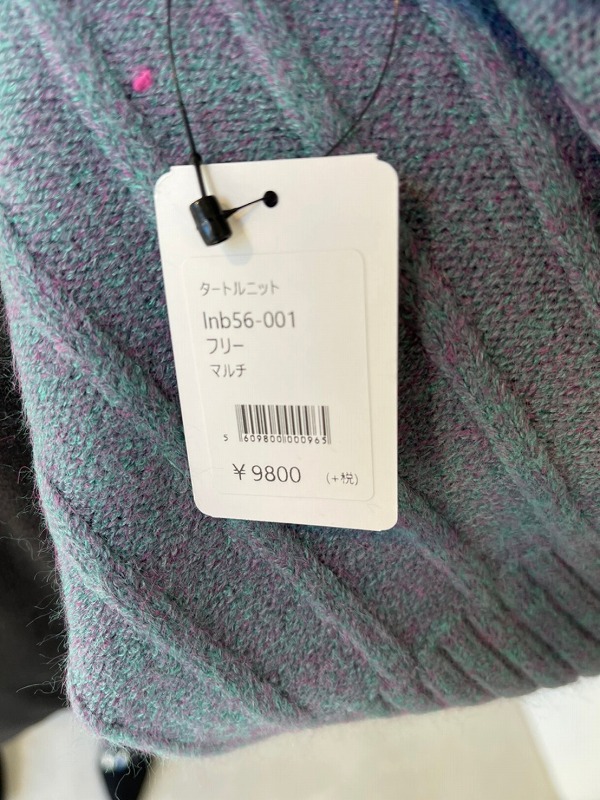 タートルニット
lnb56-001
フリー
マルチ
5 609800 000965
￥9800 (+税)